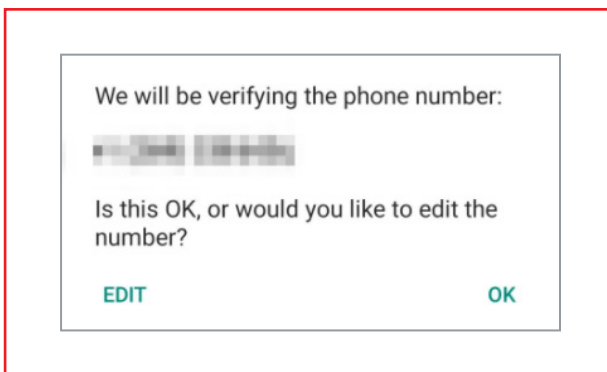 We will be verifying the phone number:
Is this OK, or would you like to edit the
number?
EDIT OK